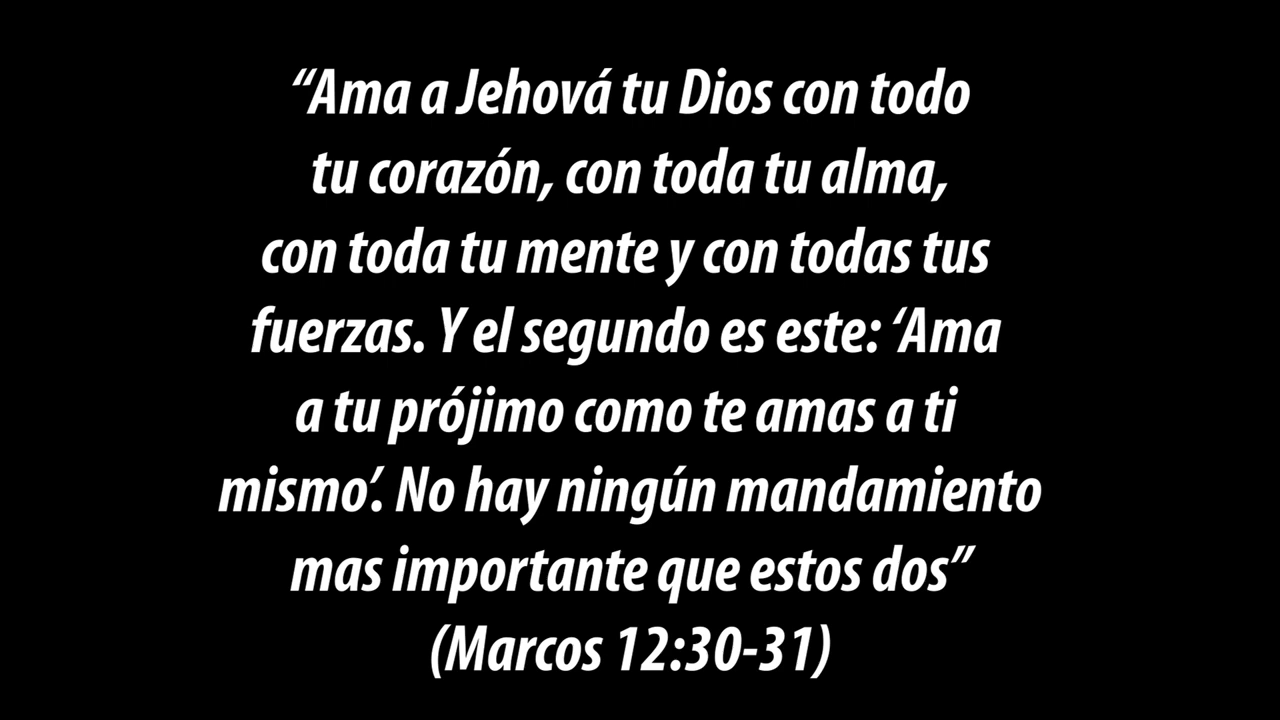 “Ama a Jehová tu Dios con todo
tu corazón, con toda tu alma,
con toda tu mente y con todas tus
fuerzas. Y el segundo es este: ‘Ama
a tu prójimo como te amas a ti
mismo’. No hay ningún mandamiento
mas importante que estos dos”
(Marcos 12:30-31)